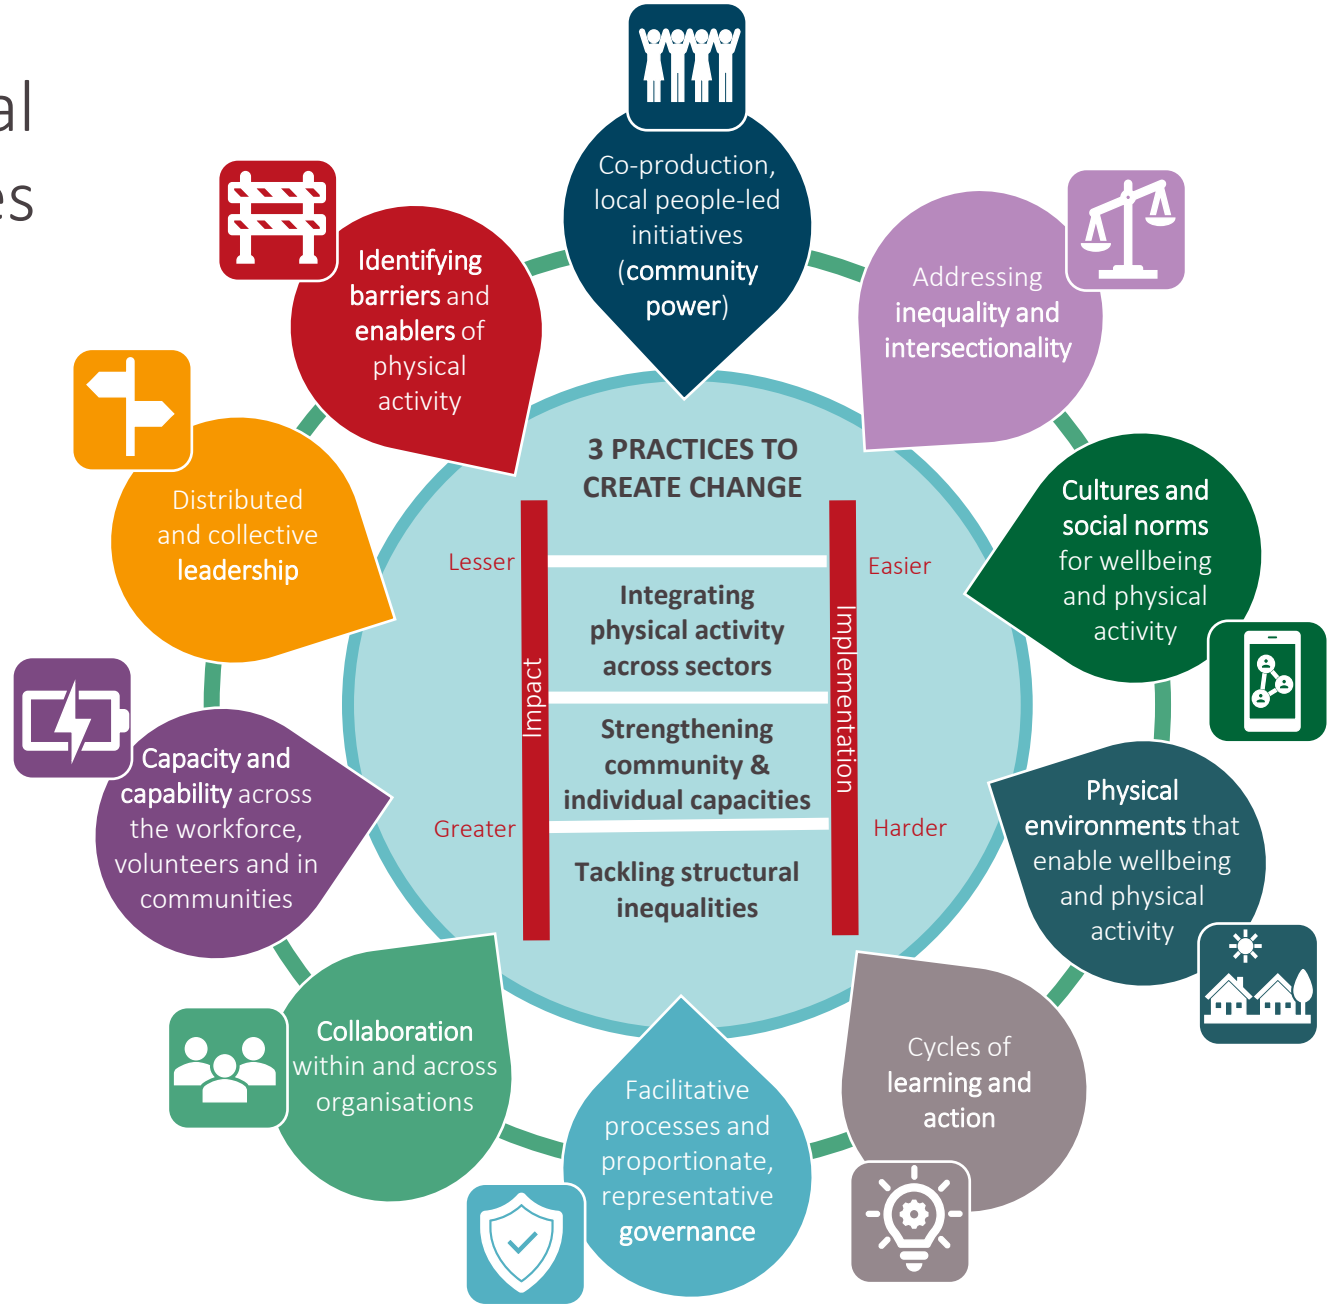 al
es
Co-production,
local people-led
initiatives
(community
power)
Identifying
barriers and
enablers of
physical
activity
Addressing
inequality and
intersectionality
Distributed
and collective
leadership
Cultures and
social norms
for wellbeing
and physical
activity
3 PRACTICES TO
CREATE CHANGE
Lesser
Easier
Integrating
physical activity
across sectors
Impact
Implementation
Strengthening
community &
individual capacities
Greater
Harder
Tackling structural
inequalities
Capacity and
capability across
the workforce,
volunteers and in
communities
Physical
environments that
enable wellbeing
and physical
activity
Collaboration
within and across
organisations
Cycles of
learning and
action
Facilitative
processes and
proportionate,
representative
governance